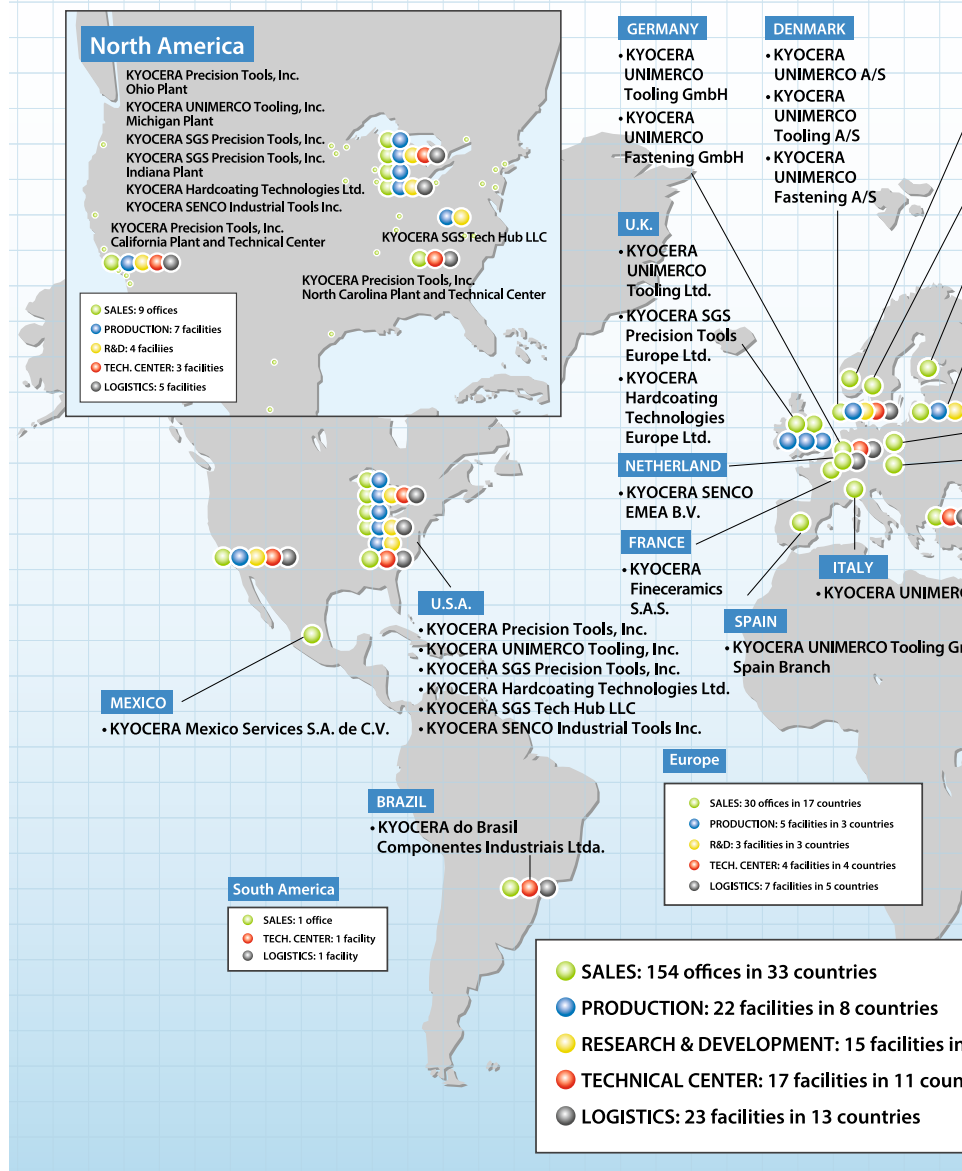 North America
KYOCERA Precision Tools, Inc.
Ohio Plant
KYOCERA UNIMERCO Tooling, Inc.
Michigan Plant
KYOCERA SGS Precision Tools, Inc.
KYOCERA SGS Precision Tools, Inc.
Indiana Plant
KYOCERA Hardcoating Technologies Ltd.
KYOCERA SENCO Industrial Tools Inc.
KYOCERA Precision Tools, Inc.
California Plant and Technical Center
KYOCERA SGS Tech Hub LLC
KYOCERA Precision Tools, Inc.
North Carolina Plant and Technical Center
SALES: 9 offices
PRODUCTION: 7 facilities
R&D: 4 faciliies
TECH. CENTER: 3 facilities
LOGISTICS: 5 facilities
GERMANY
• KYOCERA
UNIMERCO
Tooling GmbH
• KYOCERA
UNIMERCO
Fastening GmbH
DENMARK
• KYOCERA
UNIMERCO A/S
• KYOCERA
UNIMERCO
Tooling A/S
• KYOCERA
UNIMERCO
Fastening A/S
U.K.
• KYOCERA
UNIMERCO
Tooling Ltd.
• KYOCERA SGS
Precision Tools
Europe Ltd.
• KYOCERA
Hardcoating
Technologies
Europe Ltd.
NETHERLAND
• KYOCERA SENCO
EMEA B.V.
FRANCE
• KYOCERA
Fineceramics
S.A.S.
ITALY
• KYOCERA UNIMERC
SPAIN
• KYOCERA UNIMERCO Tooling G
Spain Branch
U.S.A.
• KYOCERA Precision Tools, Inc.
• KYOCERA UNIMERCO Tooling, Inc.
• KYOCERA SGS Precision Tools, Inc.
• KYOCERA Hardcoating Technologies Ltd.
• KYOCERA SGS Tech Hub LLC
• KYOCERA SENCO Industrial Tools Inc.
MEXICO
• KYOCERA Mexico Services S.A. de C.V.
BRAZIL
• KYOCERA do Brasil
Componentes Industriais Ltda.
Europe
SALES: 30 offices in 17 countries
PRODUCTION: 5 facilities in 3 countries
R&D: 3 facilities in 3 countries
TECH. CENTER: 4 facilities in 4 countries
LOGISTICS: 7 facilities in 5 countries
South America
SALES: 1 office
TECH. CENTER: 1 facility
LOGISTICS: 1 facility
SALES: 154 offices in 33 countries
PRODUCTION: 22 facilities in 8 countries
RESEARCH & DEVELOPMENT: 15 facilities in
TECHNICAL CENTER: 17 facilities in 11 coun
LOGISTICS: 23 facilities in 13 countries